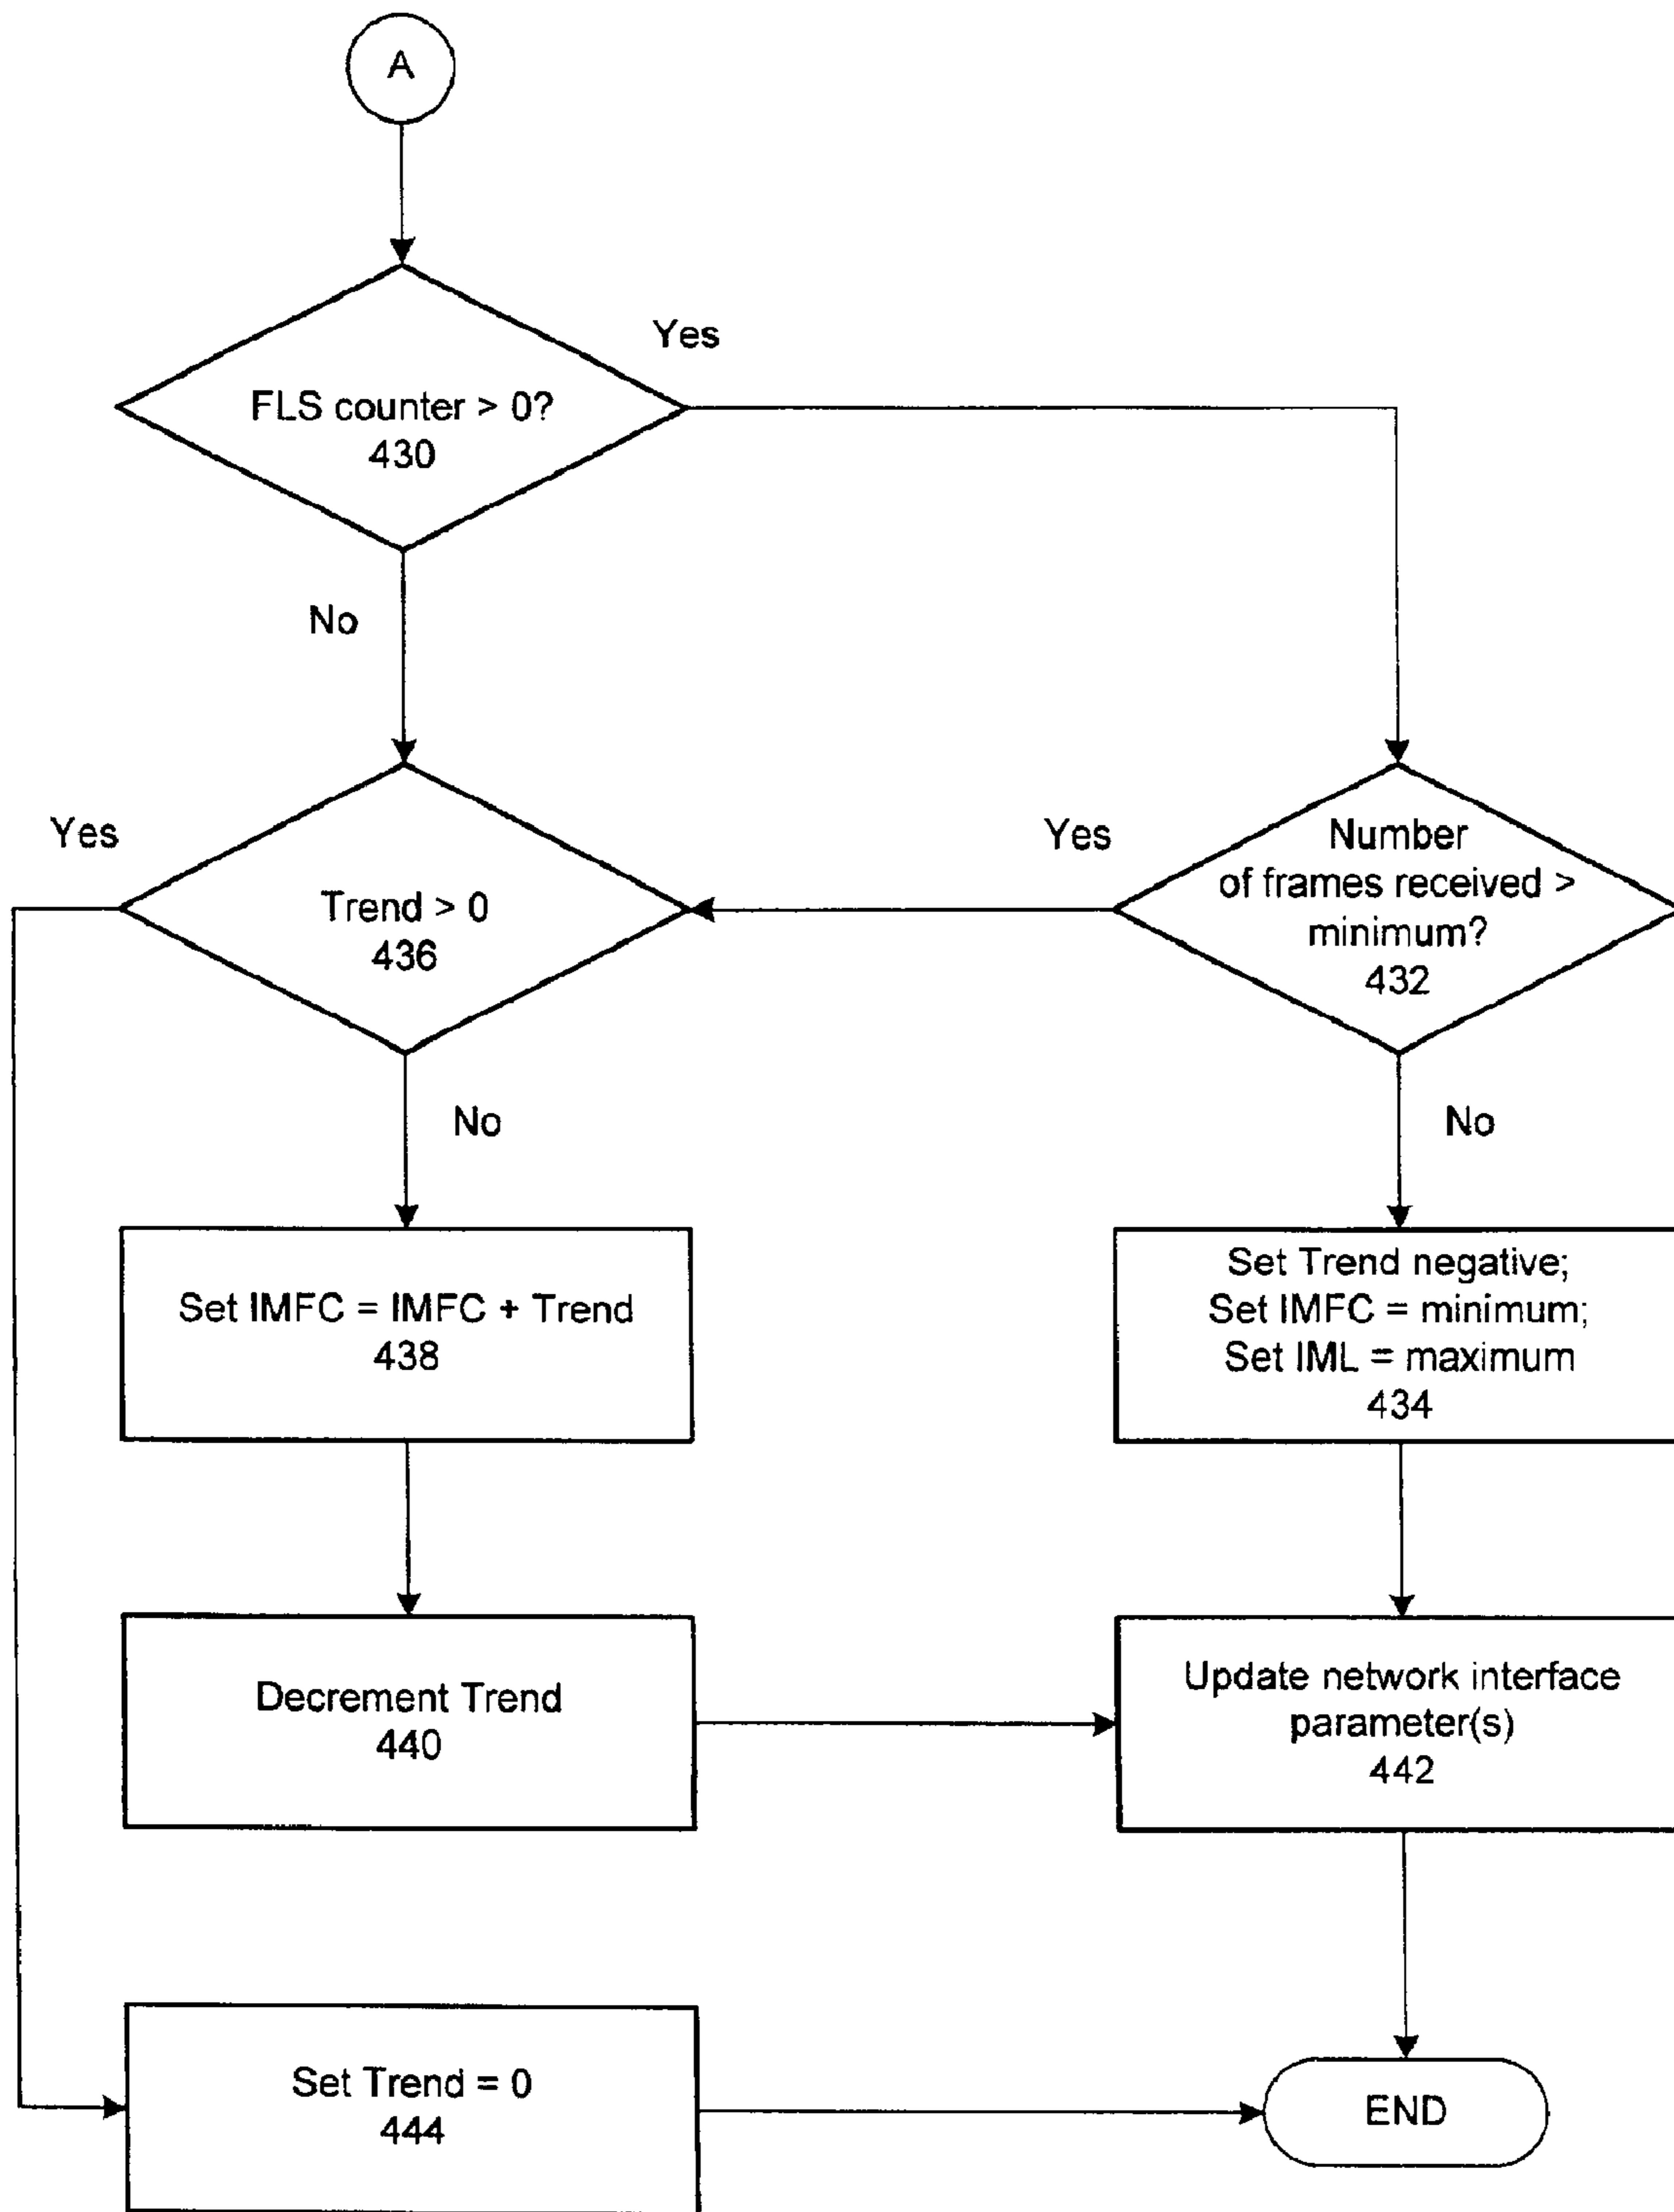 A
Yes
FLS counter > 0?
430
No
Yes
Trend > 0
436
Yes
Number
of frames received >
minimum?
432
No
No
Set IMFC = IMFC + Trend
438
Set Trend negative;
Set IMFC = minimum;
Set IML = maximum
434
Decrement Trend
440
Update network interface
parameter(s)
442
Set Trend = 0
444
END